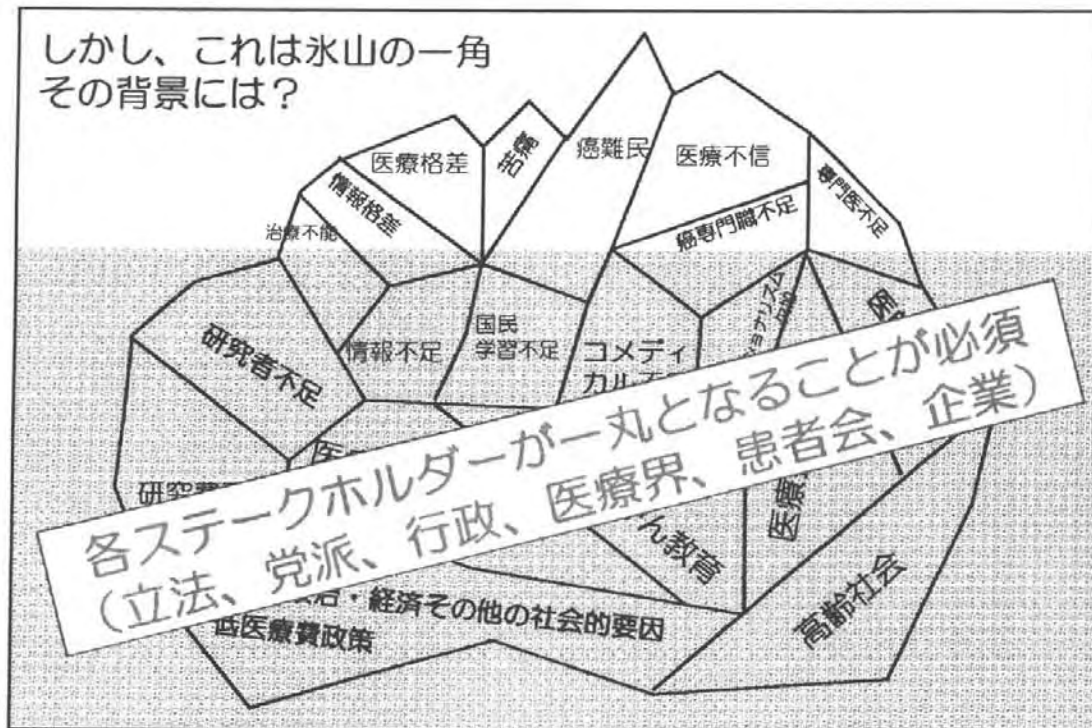 しかし、これは氷山の一角
その背景には？
医療格差
苦痛
癌難民
医療不信
専門医不足
情報格差
癌専門職不足
治療不能
研究者不足
情報不足
国民
学習不足
コメディ
カル不
各ステークホルダーが一丸となることが必須
（立法、党派、行政、医療界、患者会、企業）
研究費
医療
ん教育
高齢社会
・経済その他の社会的要因
低医療費政策